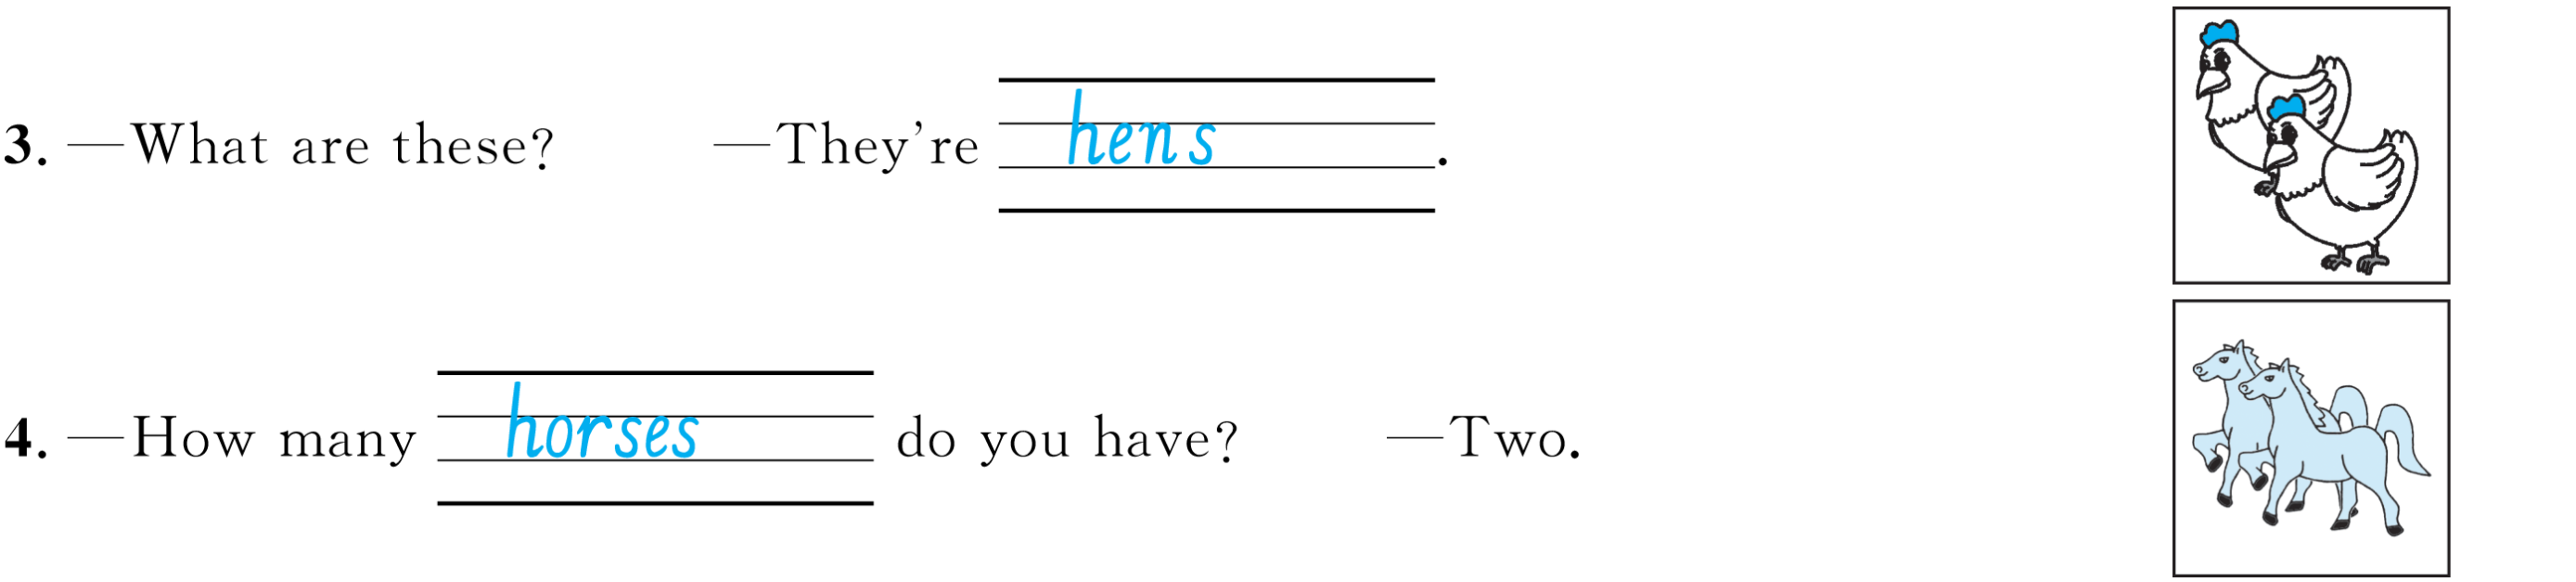 3. —What are these? —They're hens.
4. —How many horses do you have? —Two.